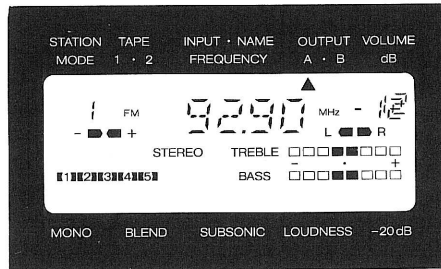 STATION TAPE INPUT · NAME OUTPUT VOLUME
MODE 1 · 2 FREQUENCY A · B dB
1 FM 92.90 MHz
- + L R
STEREO TREBLE
- · +
1 2 3 4 5 BASS
MONO BLEND SUBSONIC LOUDNESS -20dB